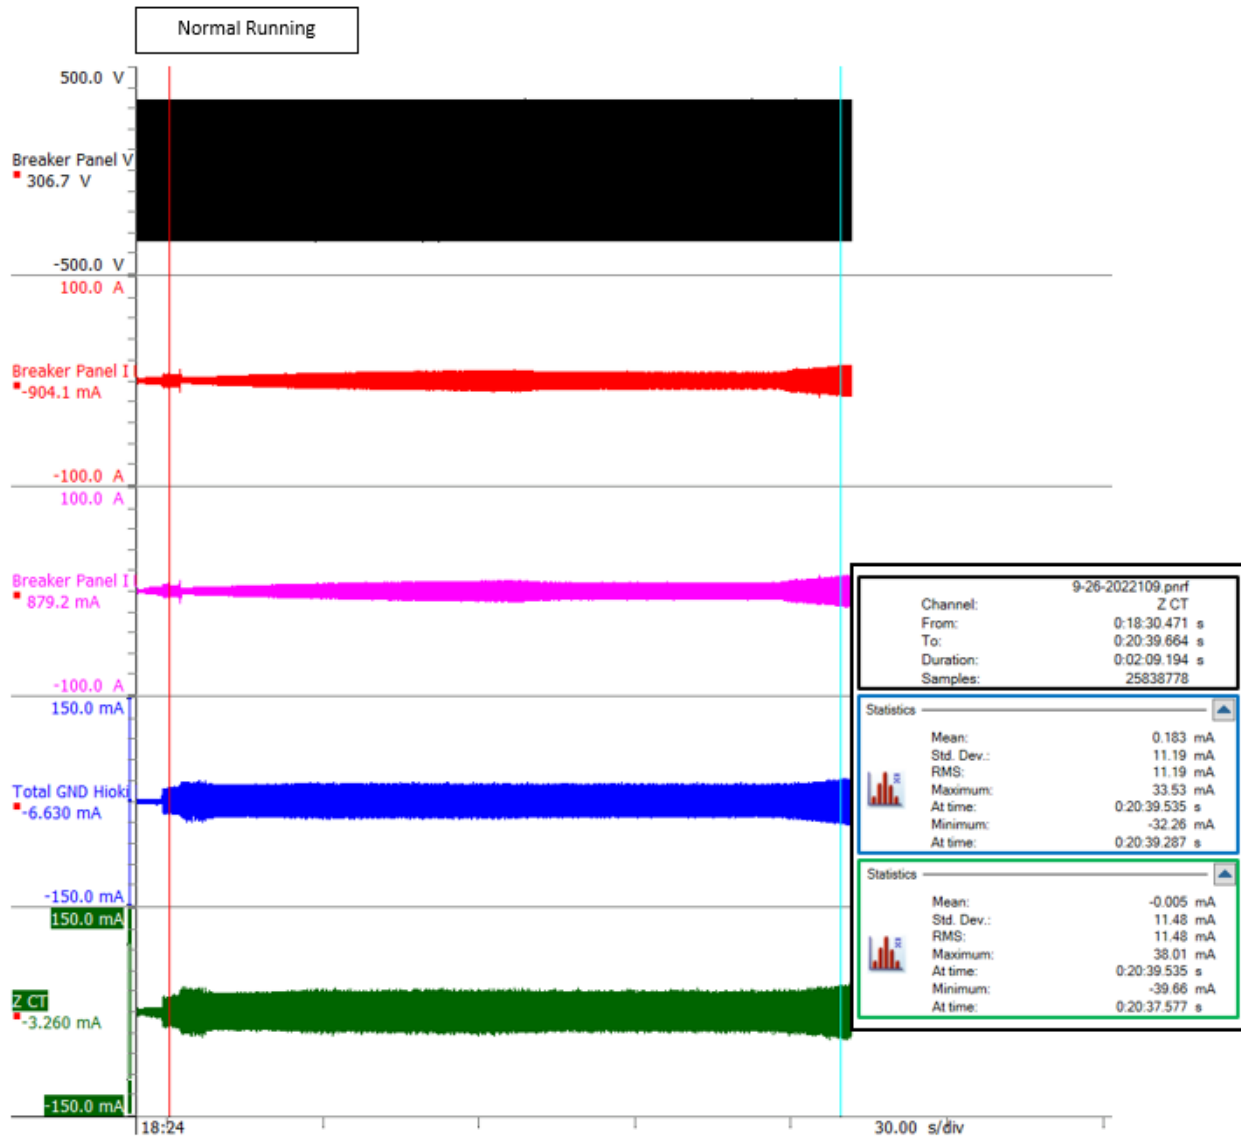 Normal Running
500.0 V
Breaker Panel V
306.7 V
-500.0 V
100.0 A
Breaker Panel I
-904.1 mA
-100.0 A
100.0 A
Breaker Panel I
879.2 mA
-100.0 A
150.0 mA
Total GND Hioki
-6.630 mA
-150.0 mA
150.0 mA
Z CT
-3.260 mA
-150.0 mA
18:24
30.00 s/div
9-26-2022109.pnrf
Channel: Z CT
From: 0:18:30.471 s
To: 0:20:39.664 s
Duration: 0:02:09.194 s
Samples: 25838778
Statistics
Mean: 0.183 mA
Std. Dev.: 11.19 mA
RMS: 11.19 mA
Maximum: 33.53 mA
At time: 0:20:39.535 s
Minimum: -32.26 mA
At time: 0:20:39.287 s
Statistics
Mean: -0.005 mA
Std. Dev.: 11.48 mA
RMS: 11.48 mA
Maximum: 38.01 mA
At time: 0:20:39.535 s
Minimum: -39.66 mA
At time: 0:20:37.577 s